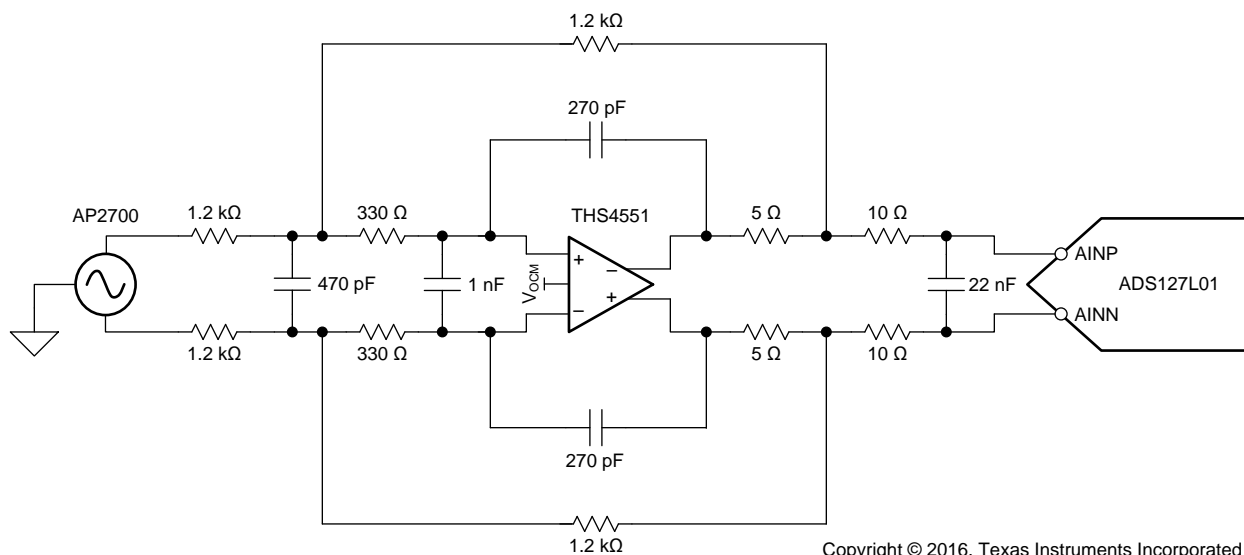 1.2 kΩ
270 pF
AP2700
1.2 kΩ
330 Ω
THS4551
5 Ω
10 Ω
+
−
AINP
470 pF
1 nF
VOCM
22 nF
ADS127L01
+
−
AINN
1.2 kΩ
330 Ω
5 Ω
10 Ω
270 pF
1.2 kΩ
Copyright © 2016, Texas Instruments Incorporated